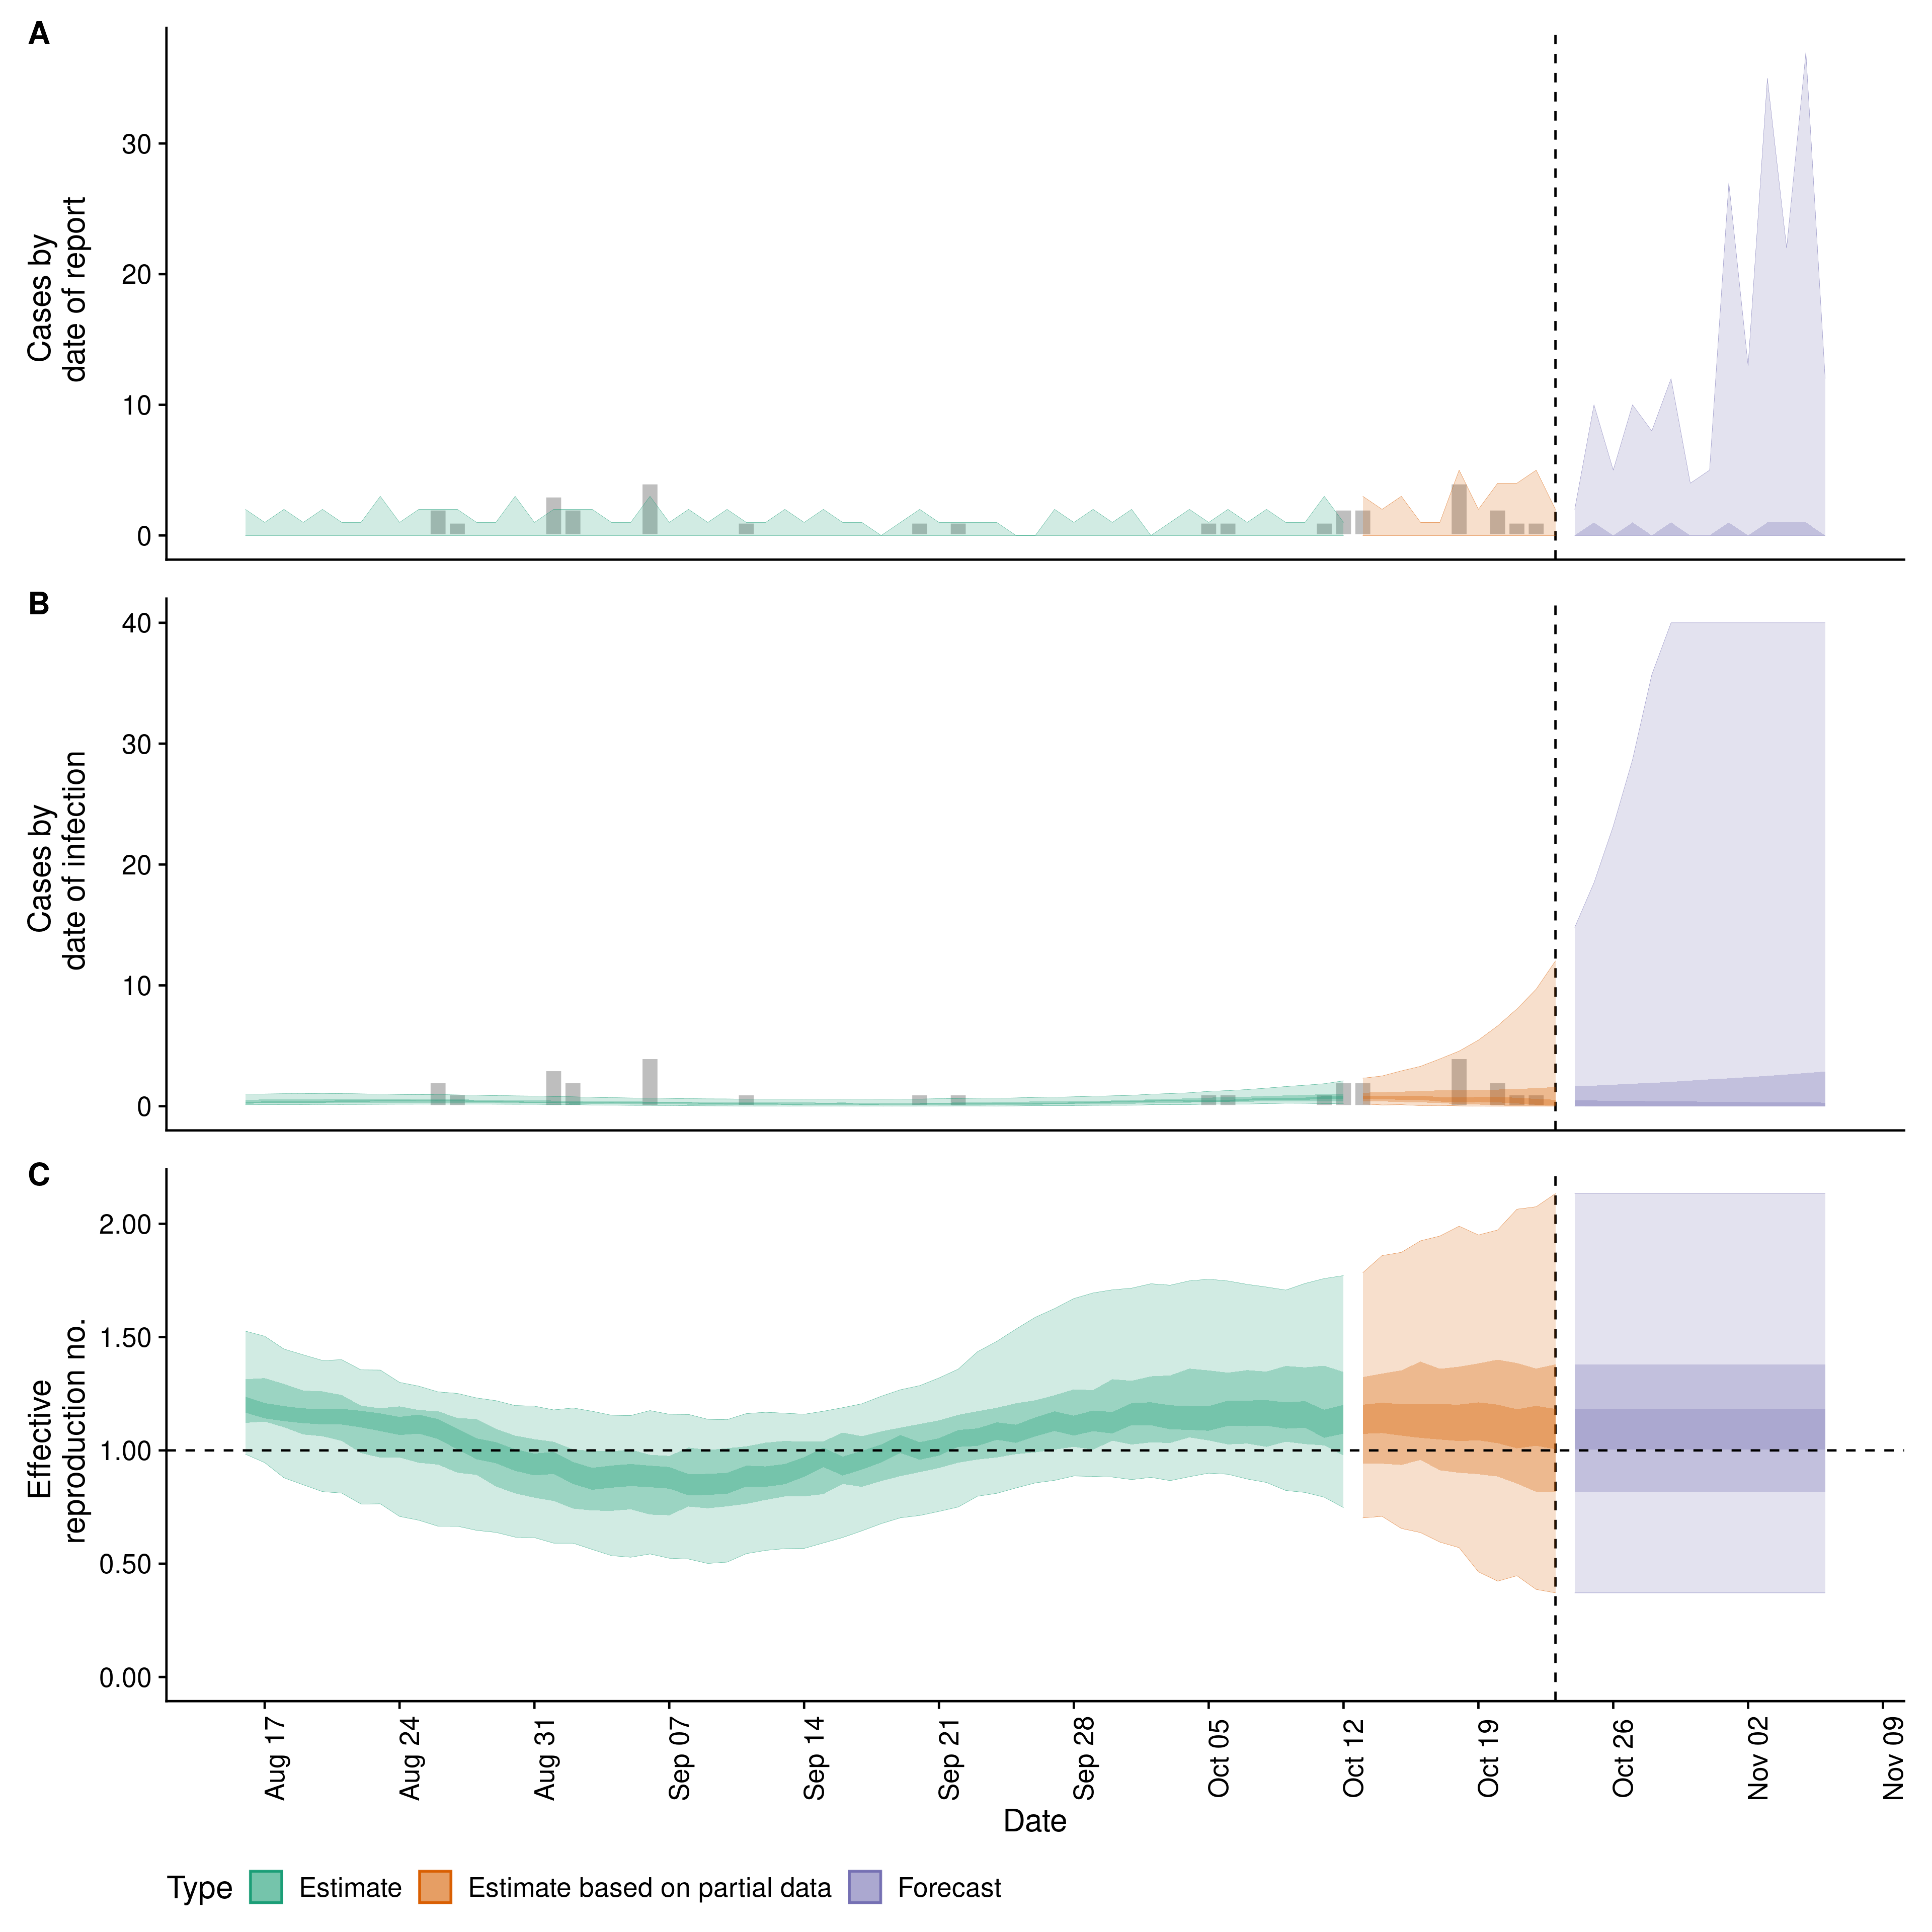 A
Cases by
date of report
30
20
10
0
B
Cases by
date of infection
40
30
20
10
0
C
Effective
reproduction no.
2.00
1.50
1.00
0.50
0.00
Aug 17
Aug 24
Aug 31
Sep 07
Sep 14
Sep 21
Sep 28
Oct 05
Oct 12
Oct 19
Oct 26
Nov 02
Nov 09
Date
Type Estimate Estimate based on partial data Forecast